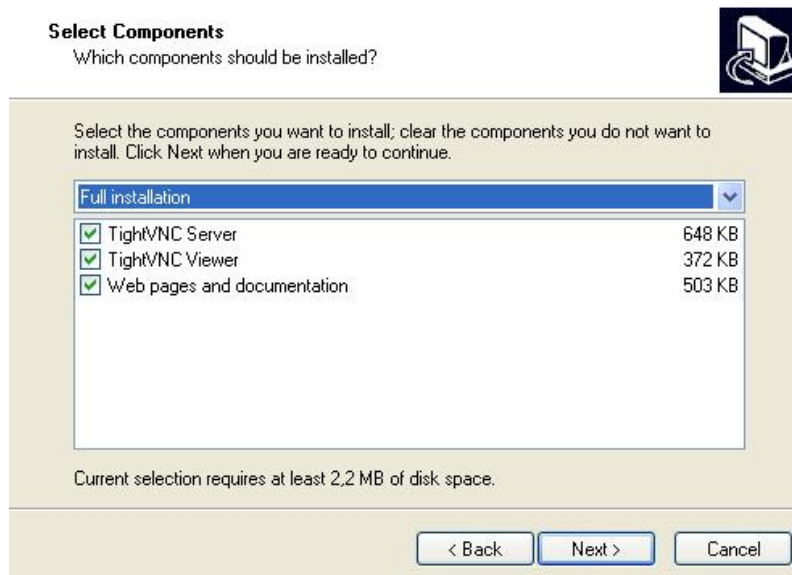 Select Components
Which components should be installed?
Select the components you want to install; clear the components you do not want to
install. Click Next when you are ready to continue.
Full installation
TightVNC Server 648 KB
TightVNC Viewer 372 KB
Web pages and documentation 503 KB
Current selection requires at least 2,2 MB of disk space.
< Back Next > Cancel